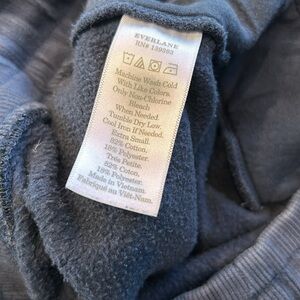 EVERLANE
RN# 139393
Machine Wash Cold
With Like Colors.
Only Non-Chlorine
Bleach
When Needed.
Tumble Dry Low.
Cool Iron If Needed.
Extra Small.
82% Cotton.
18% Polyester.
Très Petite.
82% Coton.
18% Polyester.
Made in Vietnam.
Fabriqué au Viêt-Nam.